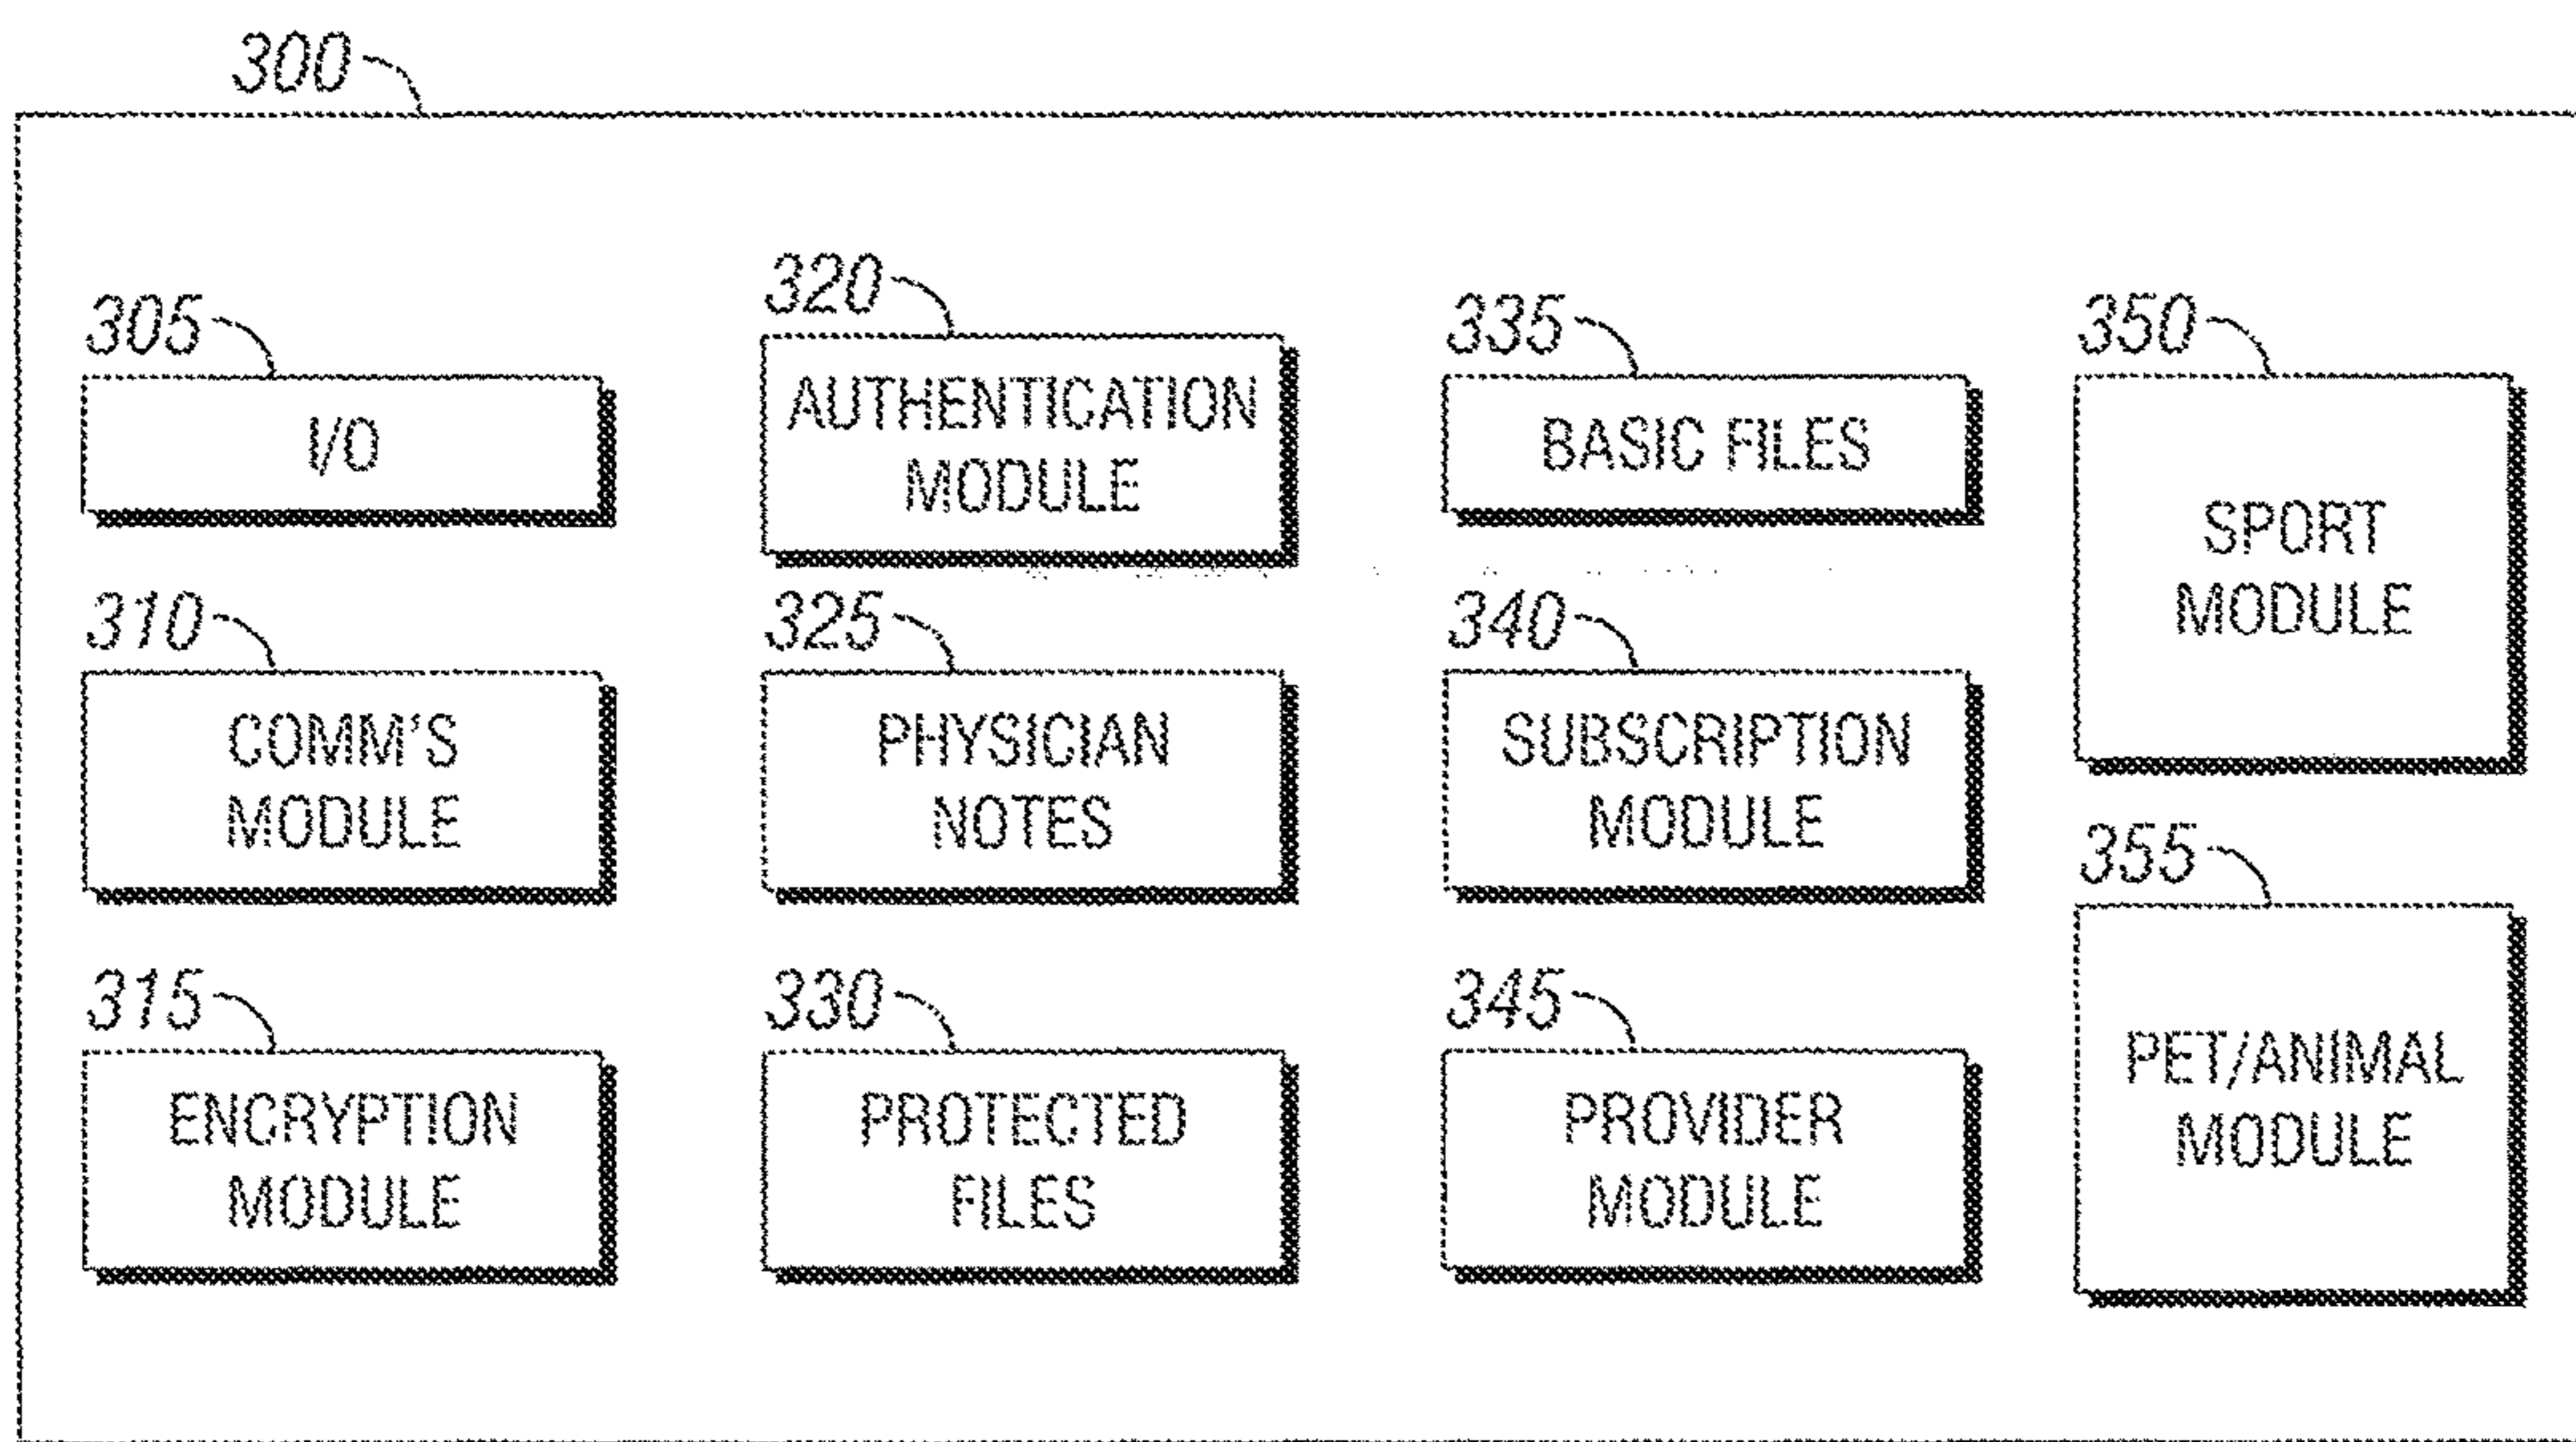 300
305
I/O
310
COMM'S
MODULE
315
ENCRYPTION
MODULE
320
AUTHENTICATION
MODULE
325
PHYSICIAN
NOTES
330
PROTECTED
FILES
335
BASIC FILES
340
SUBSCRIPTION
MODULE
345
PROVIDER
MODULE
350
SPORT
MODULE
355
PET/ANIMAL
MODULE